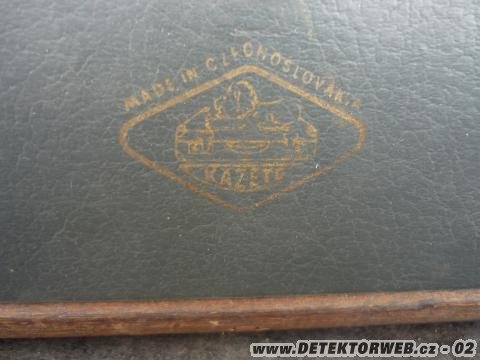 MADE IN CZECHOSLOVAKIA
KAZETO
www.DETEKTORWEB.cz - 02